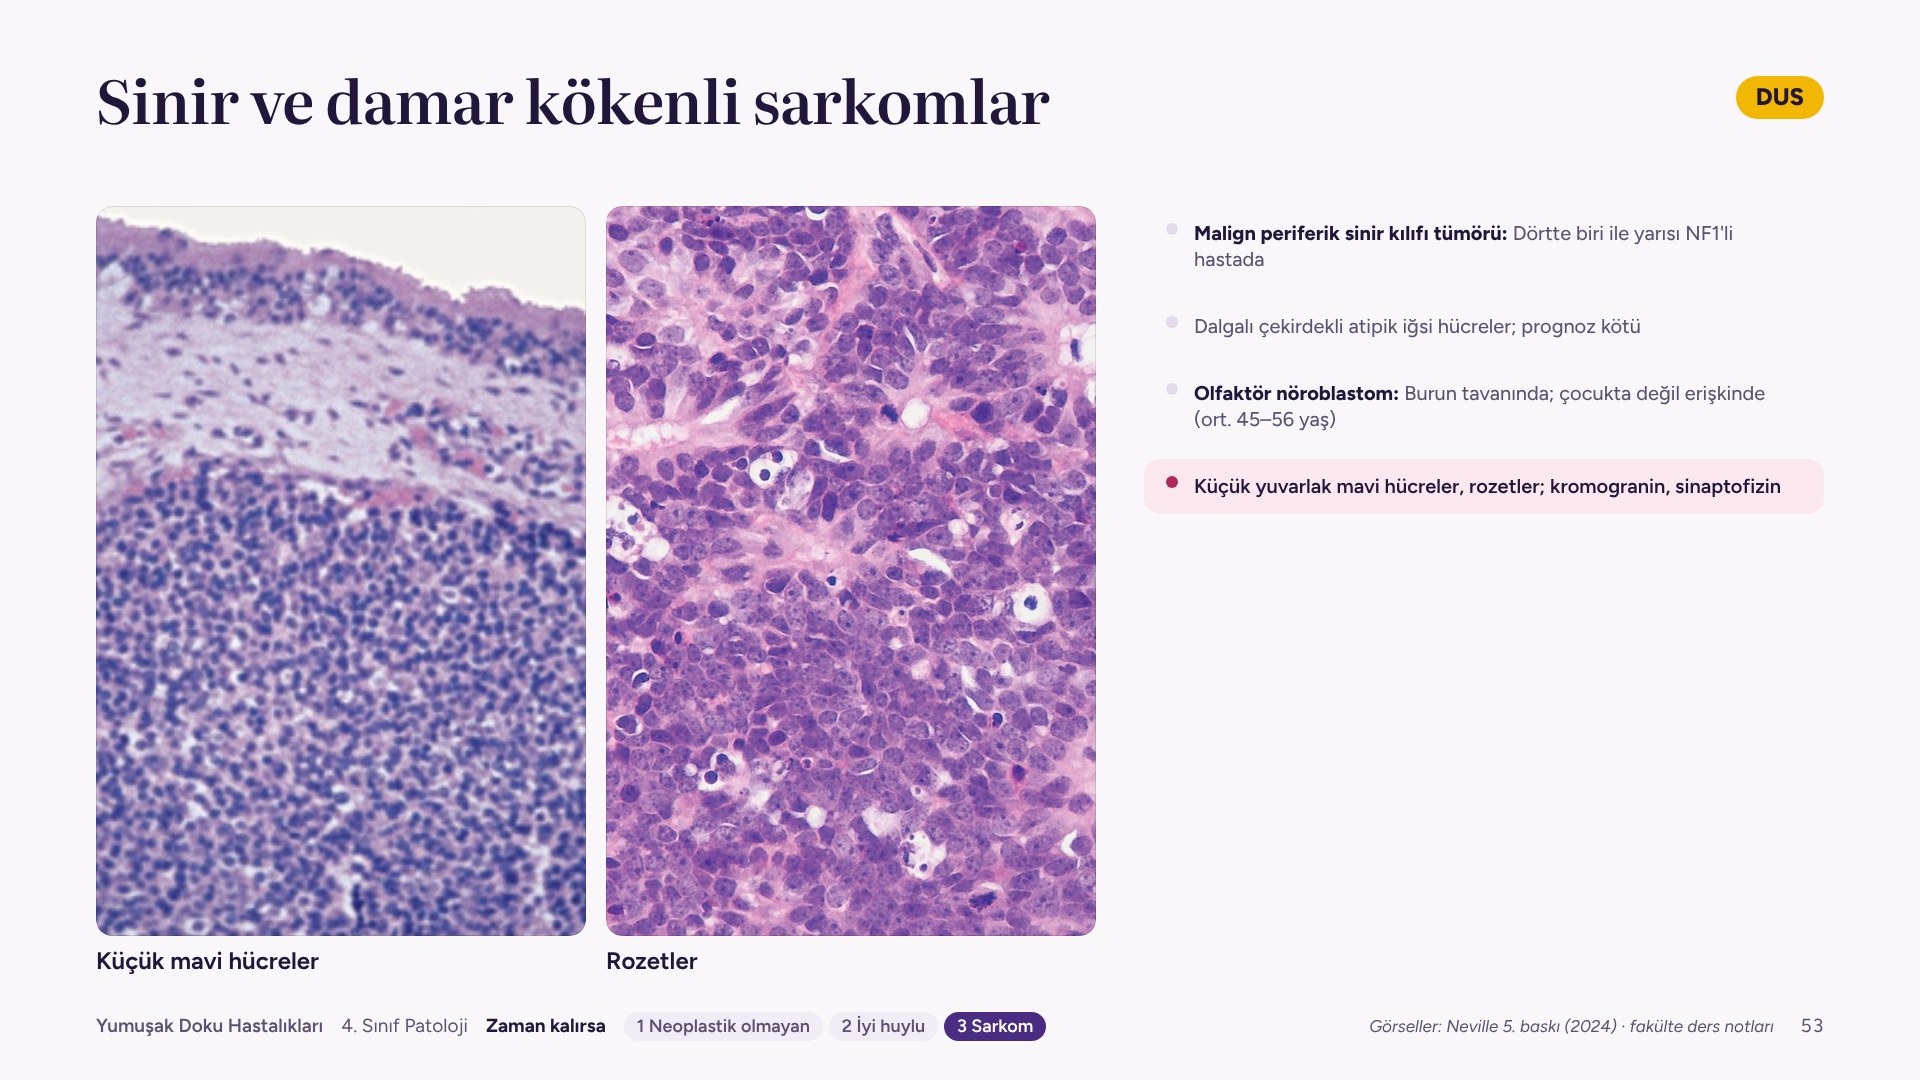 Sinir ve damar kökenli sarkomlar
DUS
Malign periferik sinir kılıfı tümörü: Dörtte biri ile yarısı NF1'li
hastada
Dalgalı çekirdekli atipik iğsi hücreler; prognoz kötü
Olfaktör nöroblastom: Burun tavanında; çocukta değil erişkinde
(ort. 45–56 yaş)
Küçük yuvarlak mavi hücreler, rozetler; kromogranin, sinaptofizin
Küçük mavi hücreler
Rozetler
Yumuşak Doku Hastalıkları 4. Sınıf Patoloji Zaman kalırsa 1 Neoplastik olmayan 2 İyi huylu 3 Sarkom
Görseller: Neville 5. baskı (2024) · fakülte ders notları 53